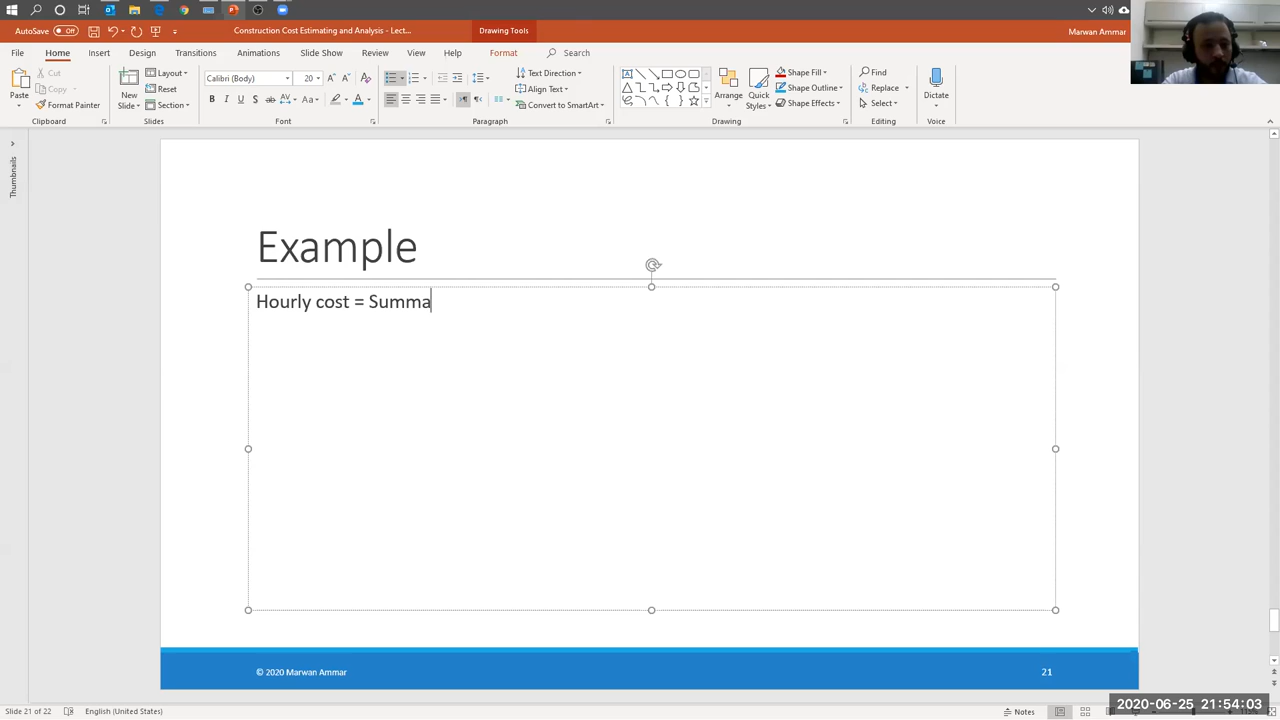 AutoSave Off
Construction Cost Estimating and Analysis - Lect...
Drawing Tools
Marwan Ammar
File Home Insert Design Transitions Animations Slide Show Review View Help Format Search
Paste
Cut
Copy
Format Painter
Clipboard
New Slide
Layout
Reset
Section
Slides
Calibri (Body) 20
Font
Text Direction
Align Text
Convert to SmartArt
Paragraph
Arrange
Quick Styles
Shape Fill
Shape Outline
Shape Effects
Drawing
Find
Replace
Select
Editing
Dictate
Voice
Thumbnails
Example
Hourly cost = Summa
© 2020 Marwan Ammar
21
Slide 21 of 22 English (United States)
Notes
2020-06-25 21:54:03